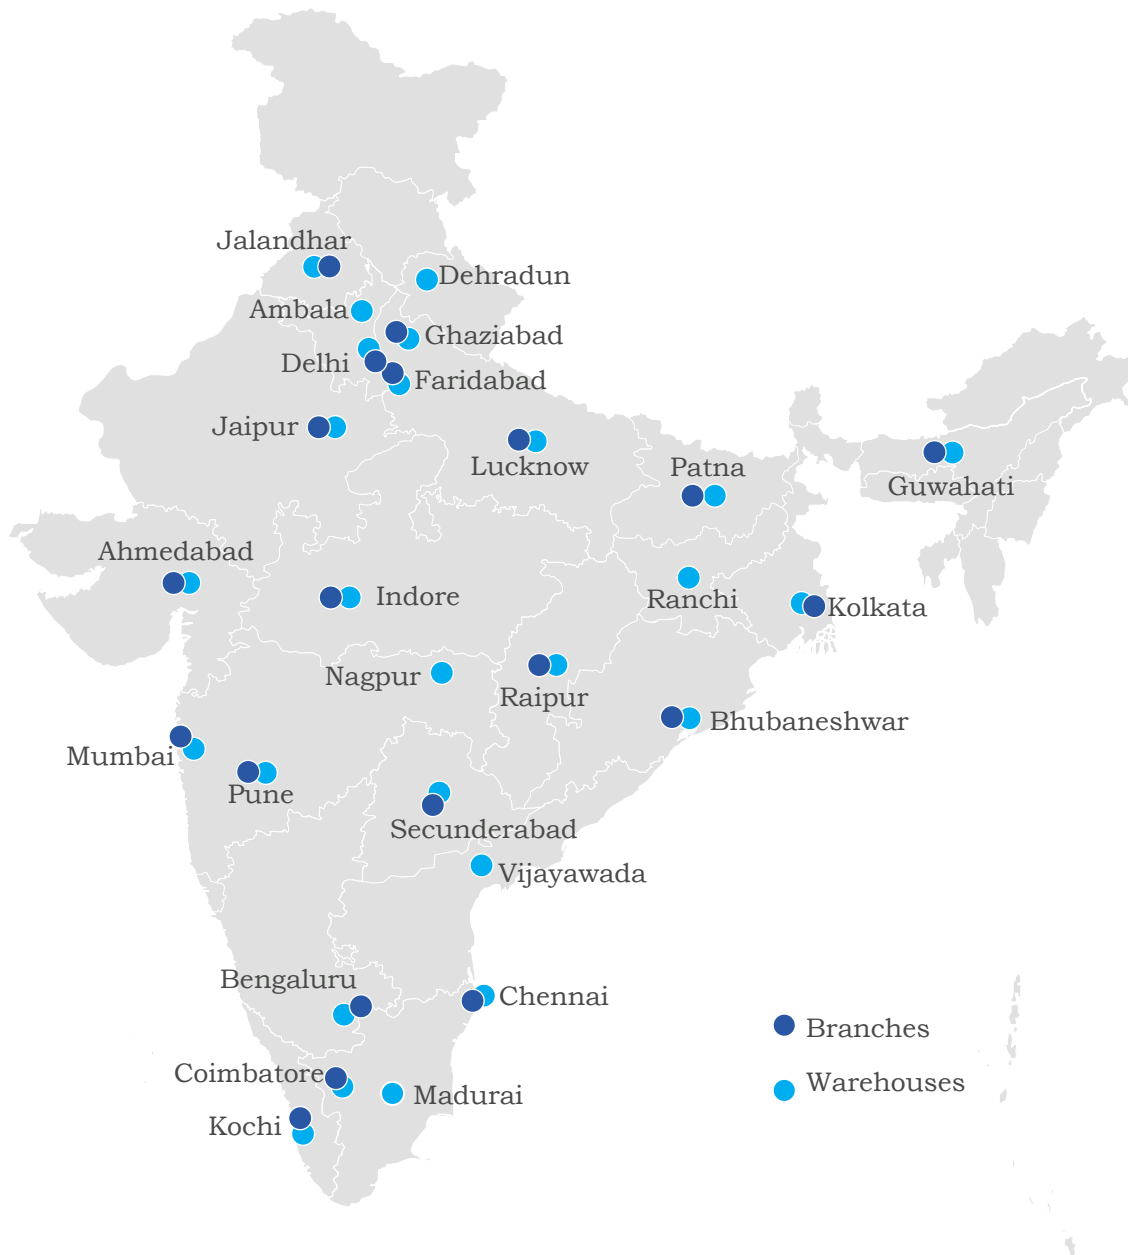 Jalandhar
Dehradun
Ambala
Ghaziabad
Delhi
Faridabad
Jaipur
Lucknow
Patna
Guwahati
Ahmedabad
Indore
Ranchi
Kolkata
Nagpur
Raipur
Bhubaneshwar
Mumbai
Pune
Secunderabad
Vijayawada
Bengaluru
Chennai
Branches
Coimbatore
Warehouses
Madurai
Kochi